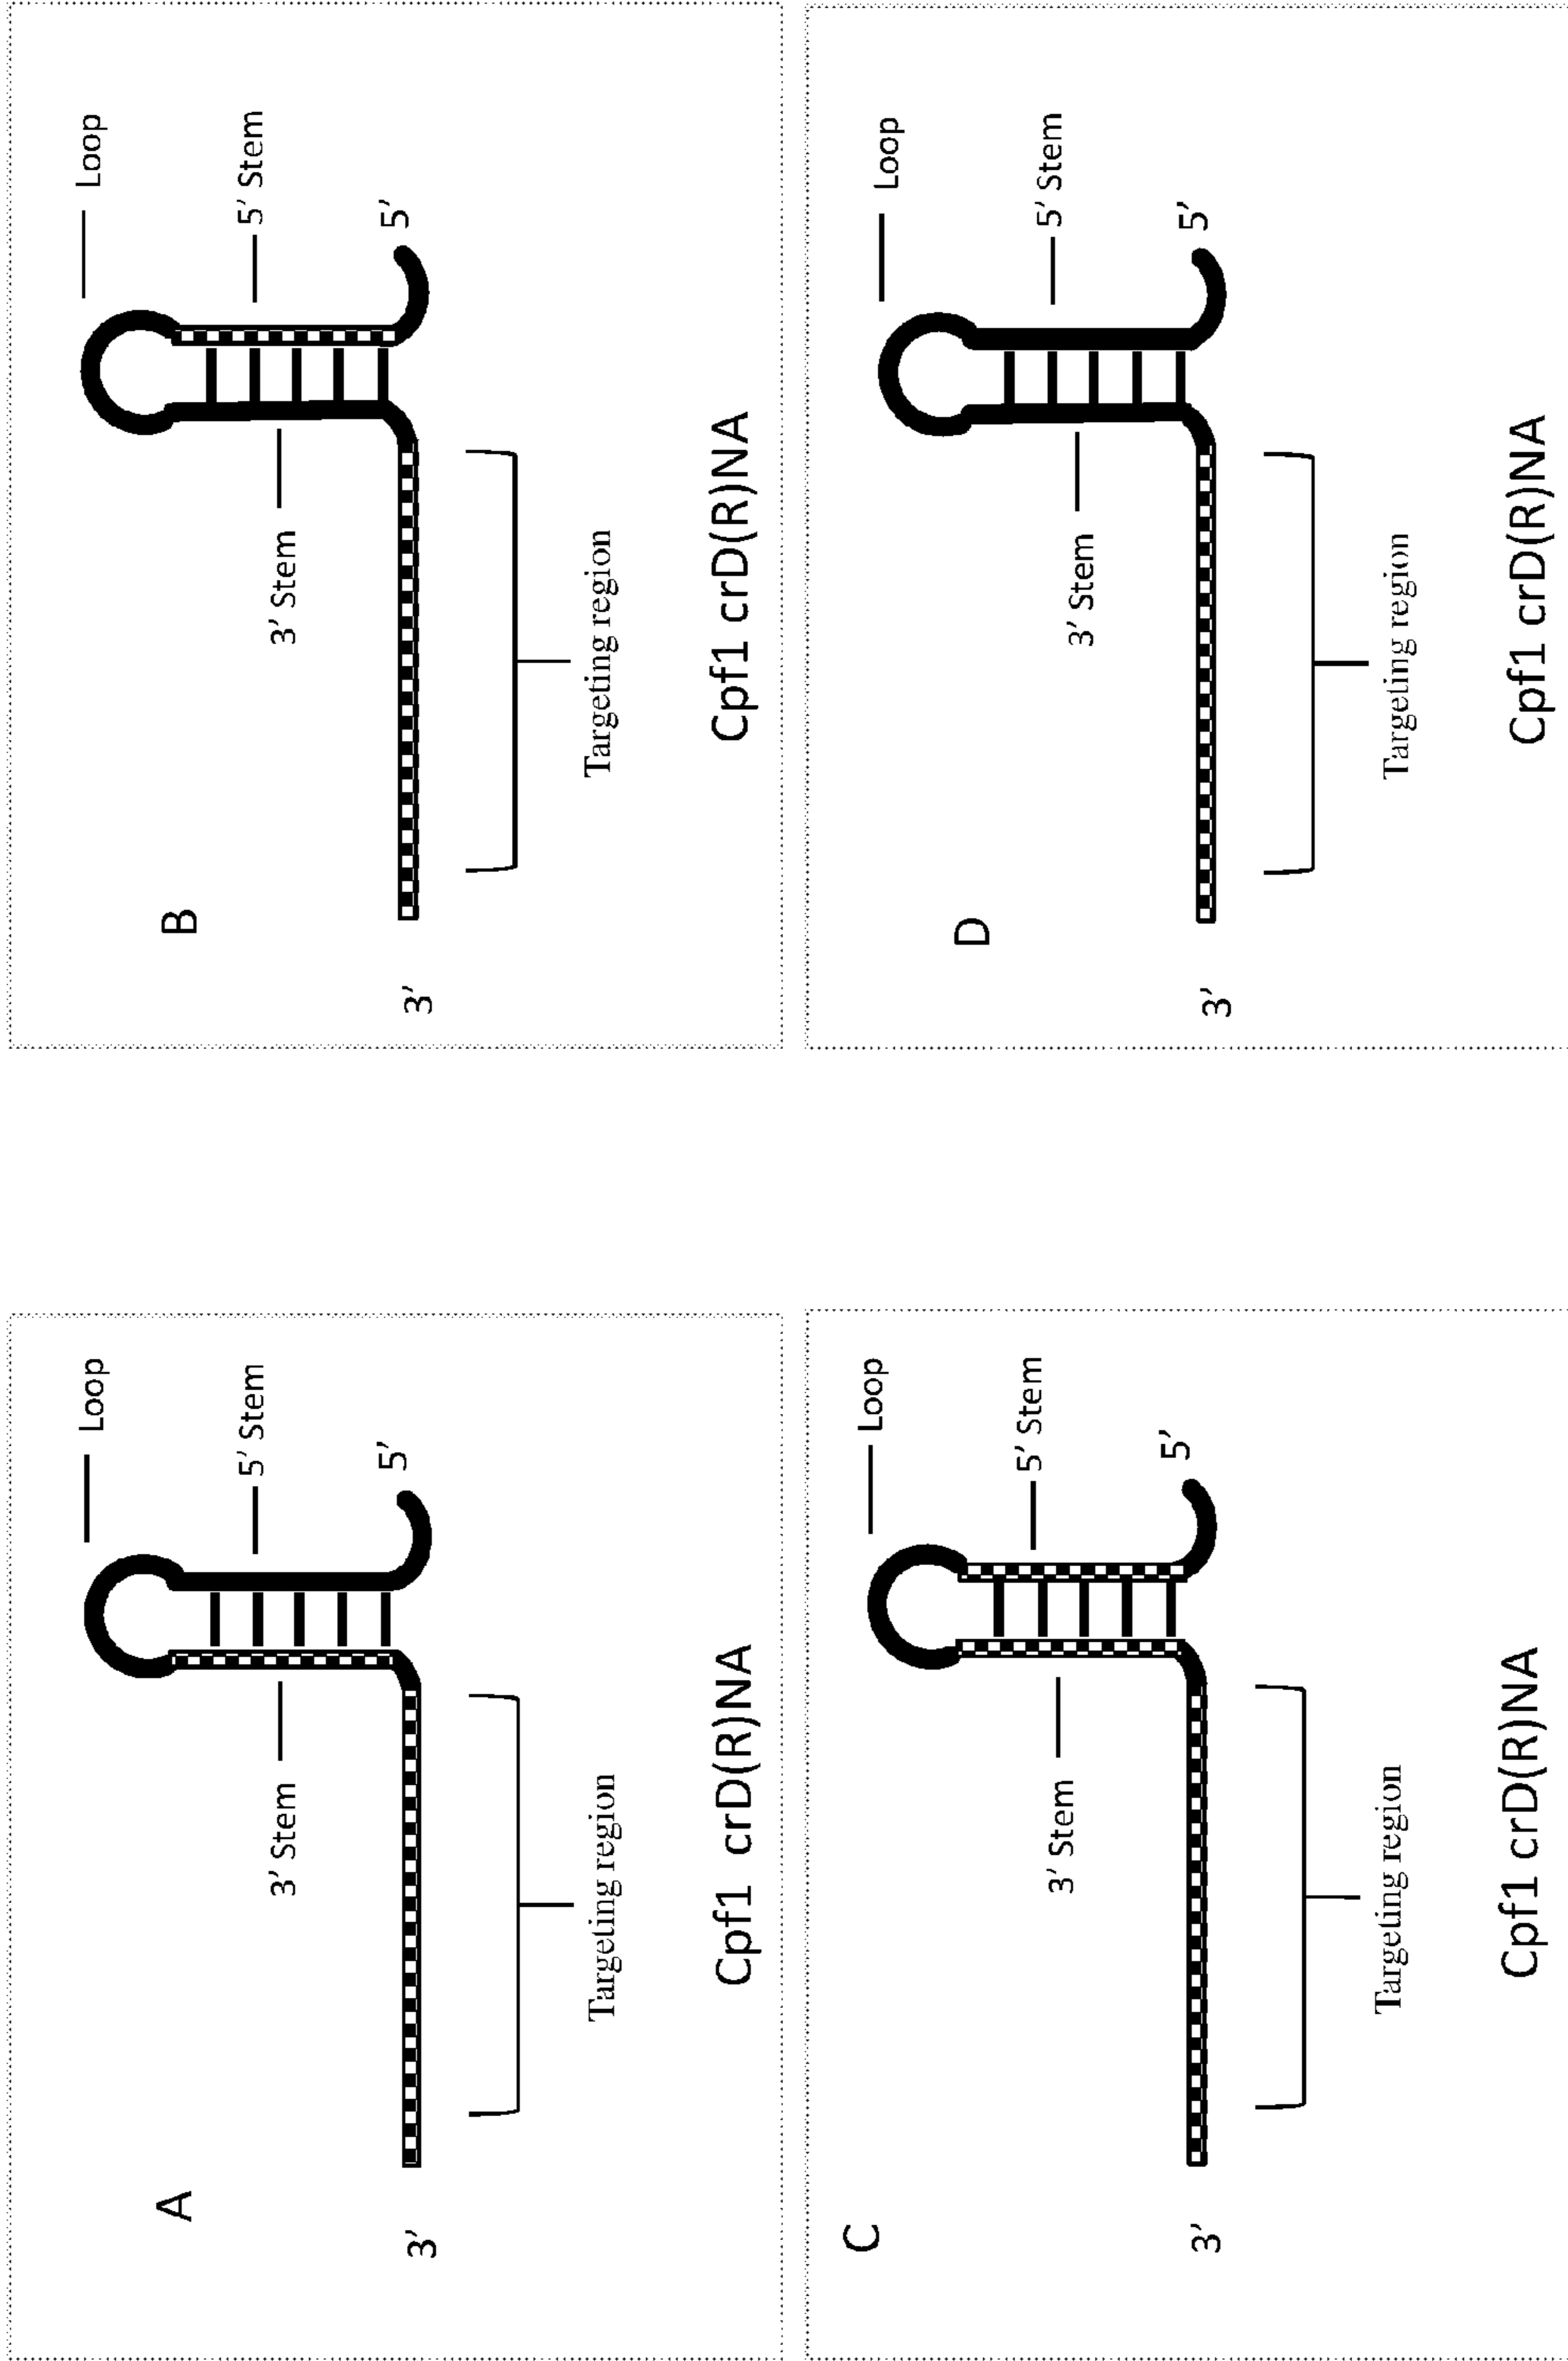 A
Loop
5′ Stem
3′ Stem
5′
3′
Targeting region
Cpf1 crD(R)NA
B
Loop
5′ Stem
3′ Stem
5′
3′
Targeting region
Cpf1 crD(R)NA
C
Loop
5′ Stem
3′ Stem
5′
3′
Targeting region
Cpf1 crD(R)NA
D
Loop
5′ Stem
3′ Stem
5′
3′
Targeting region
Cpf1 crD(R)NA